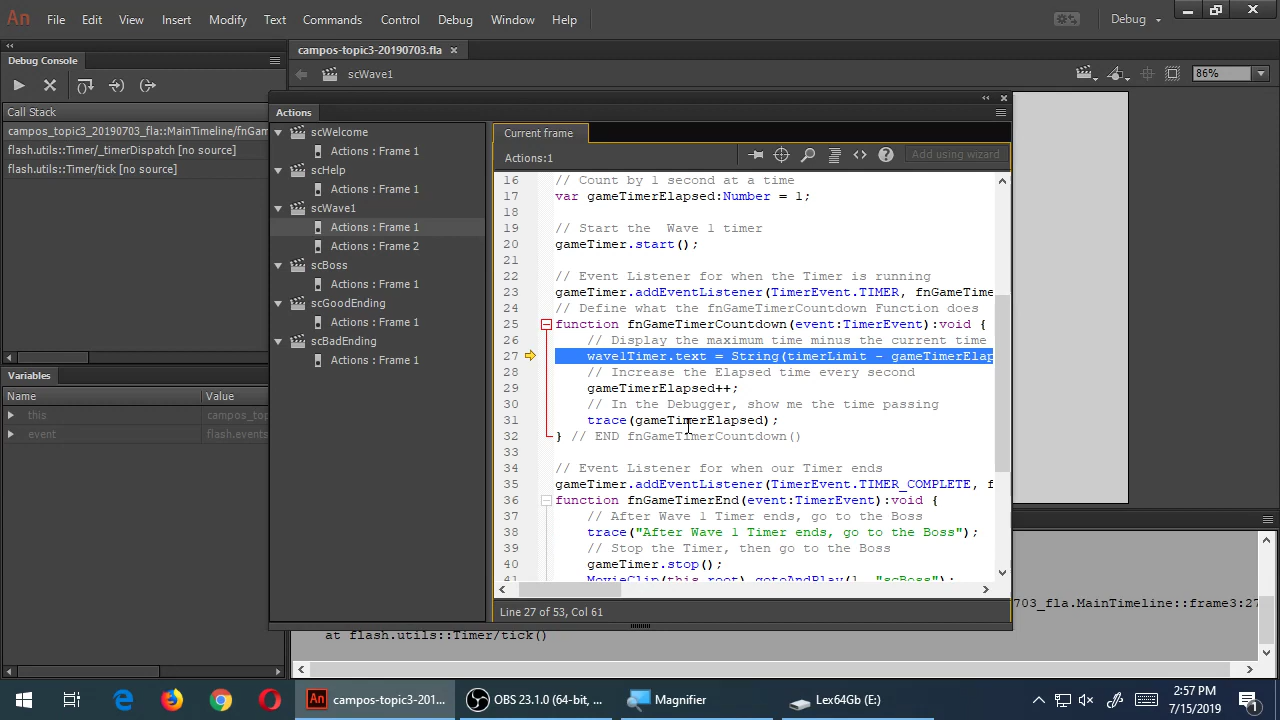 An File Edit View Insert Modify Text Commands Control Debug Window Help Debug
campos-topic3-20190703.fla
Debug Console
scWave1 86%
Call Stack
campos_topic3_20190703_fla::MainTimeline/fnGam
flash.utils::Timer/_timerDispatch [no source]
flash.utils::Timer/tick [no source]
Variables
Name Value
this campos_top
event flash.events
Actions
scWelcome
Actions : Frame 1
scHelp
Actions : Frame 1
scWave1
Actions : Frame 1
Actions : Frame 2
scBoss
Actions : Frame 1
scGoodEnding
Actions : Frame 1
scBadEnding
Actions : Frame 1
Current frame
Actions:1 Add using wizard
16 // Count by 1 second at a time
17 var gameTimerElapsed:Number = 1;
18
19 // Start the  Wave 1 timer
20 gameTimer.start();
21
22 // Event Listener for when the Timer is running
23 gameTimer.addEventListener(TimerEvent.TIMER, fnGameTime
24 // Define what the fnGameTimerCountdown Function does
25 function fnGameTimerCountdown(event:TimerEvent):void {
26 // Display the maximum time minus the current time
27 wave1Timer.text = String(timerLimit - gameTimerElap
28 // Increase the Elapsed time every second
29 gameTimerElapsed++;
30 // In the Debugger, show me the time passing
31 trace(gameTimerElapsed);
32 } // END fnGameTimerCountdown()
33
34 // Event Listener for when our Timer ends
35 gameTimer.addEventListener(TimerEvent.TIMER_COMPLETE, f
36 function fnGameTimerEnd(event:TimerEvent):void {
37 // After Wave 1 Timer ends, go to the Boss
38 trace("After Wave 1 Timer ends, go to the Boss");
39 // Stop the Timer, then go to the Boss
40 gameTimer.stop();
41 MovieClip(this.root).gotoAndPlay(1, "scBoss");
Line 27 of 53, Col 61
703_fla.MainTimeline::frame3:27
at flash.utils::Timer/tick()
campos-topic3-201... OBS 23.1.0 (64-bit, ... Magnifier Lex64Gb (E:)
2:57 PM
7/15/2019
1